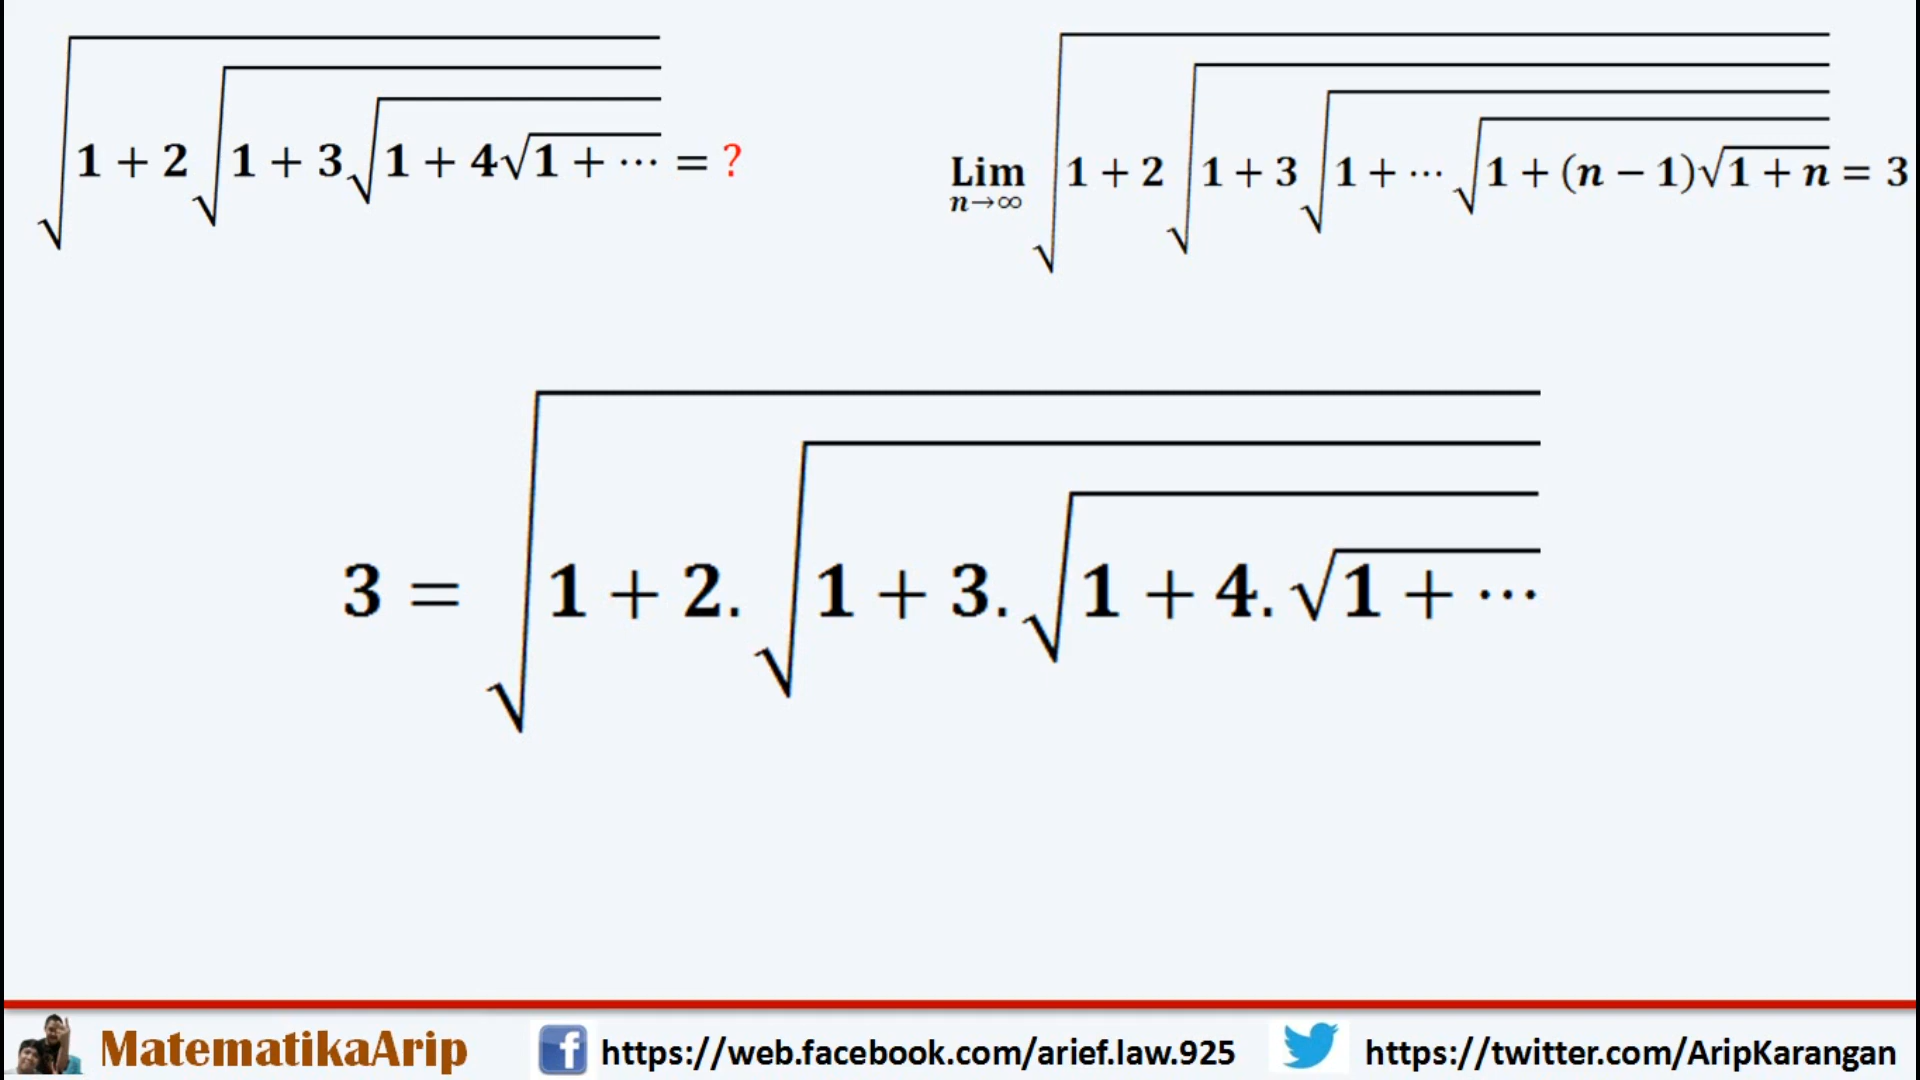 √1 + 2√1 + 3√1 + 4√1 + ⋯ = ?
Lim n→∞ √1 + 2√1 + 3√1 + ⋯ √1 + (n − 1)√1 + n = 3
3 = √1 + 2.√1 + 3.√1 + 4.√1 + ⋯
MatematikaArip
https://web.facebook.com/arief.law.925
https://twitter.com/AripKarangan